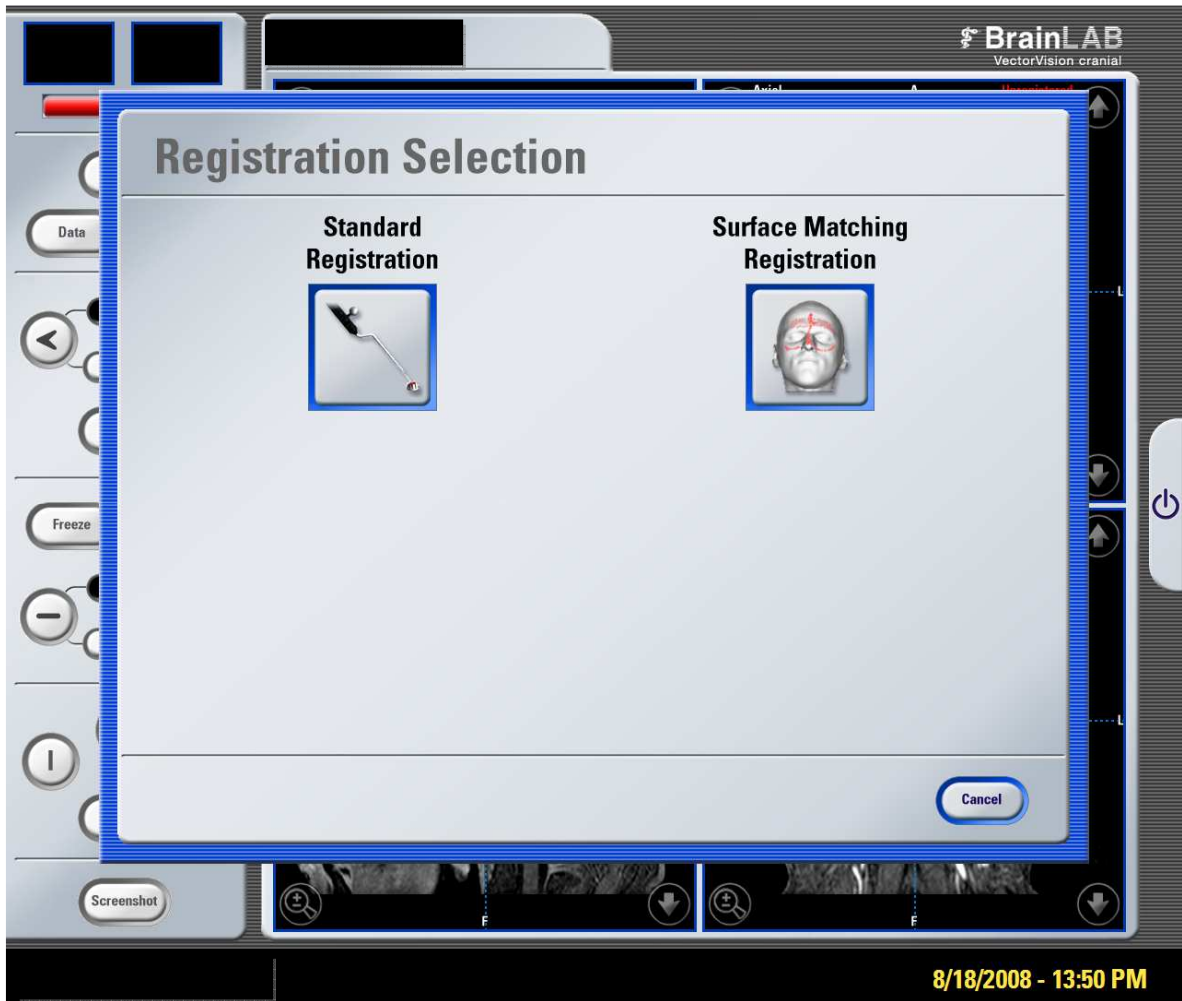 BrainLAB
VectorVision cranial
Registration Selection
Standard
Registration
Surface Matching
Registration
Data
L
Freeze
L
Cancel
Screenshot
F
F
8/18/2008 - 13:50 PM